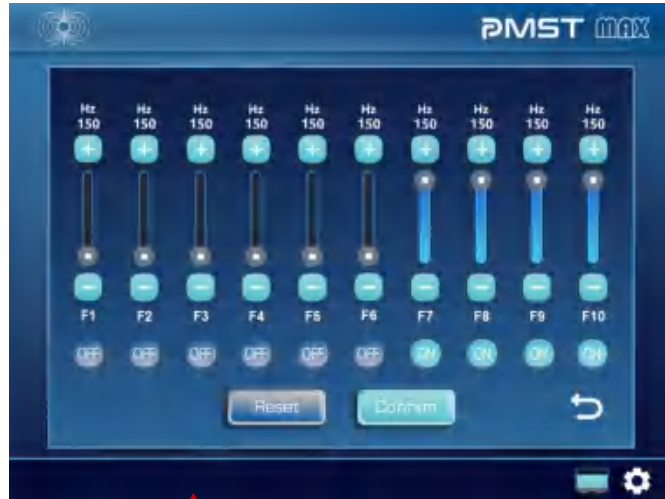 PMST MAX
Hz Hz Hz Hz Hz Hz Hz Hz Hz Hz
150 150 150 150 150 150 150 150 150 150
F1 F2 F3 F4 F5 F6 F7 F8 F9 F10
OFF OFF OFF OFF OFF OFF ON ON ON ON
Reset Confirm